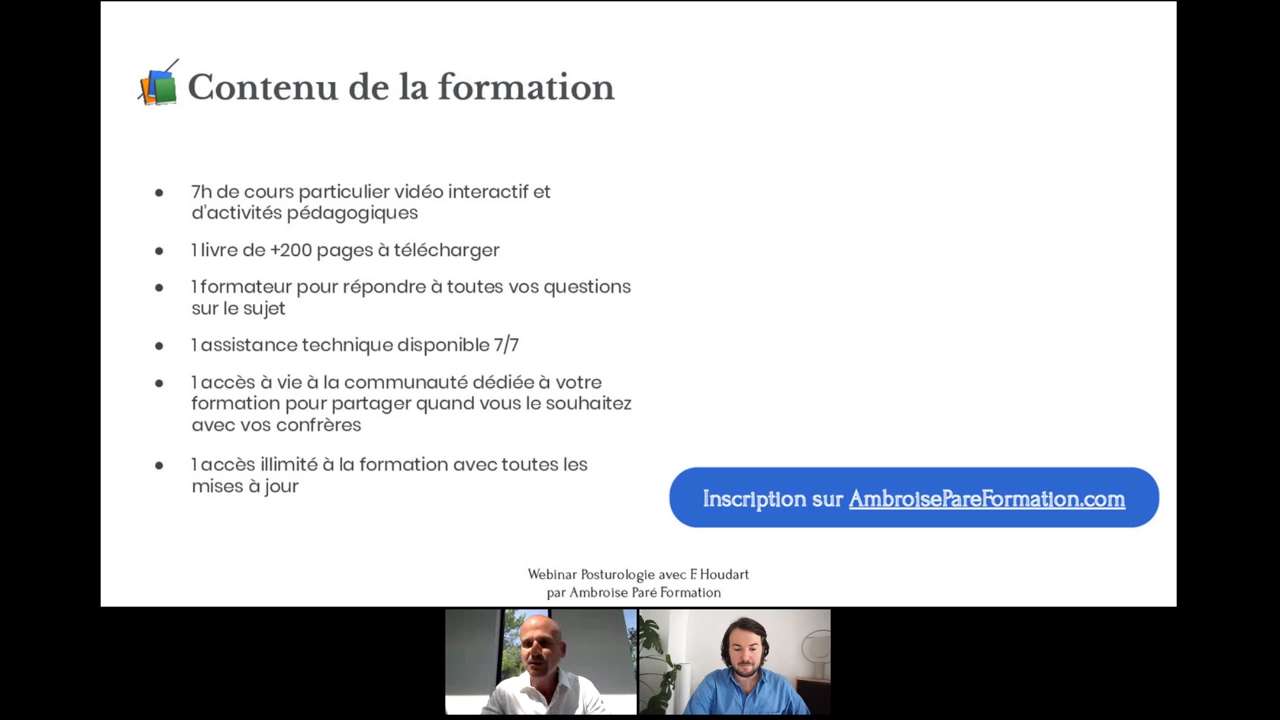 Contenu de la formation
7h de cours particulier vidéo interactif et
d'activités pédagogiques
1 livre de +200 pages à télécharger
1 formateur pour répondre à toutes vos questions
sur le sujet
1 assistance technique disponible 7/7
1 accès à vie à la communauté dédiée à votre
formation pour partager quand vous le souhaitez
avec vos confrères
1 accès illimité à la formation avec toutes les
mises à jour
Inscription sur AmbroisePareFormation.com
Webinar Posturologie avec F. Houdart
par Ambroise Paré Formation